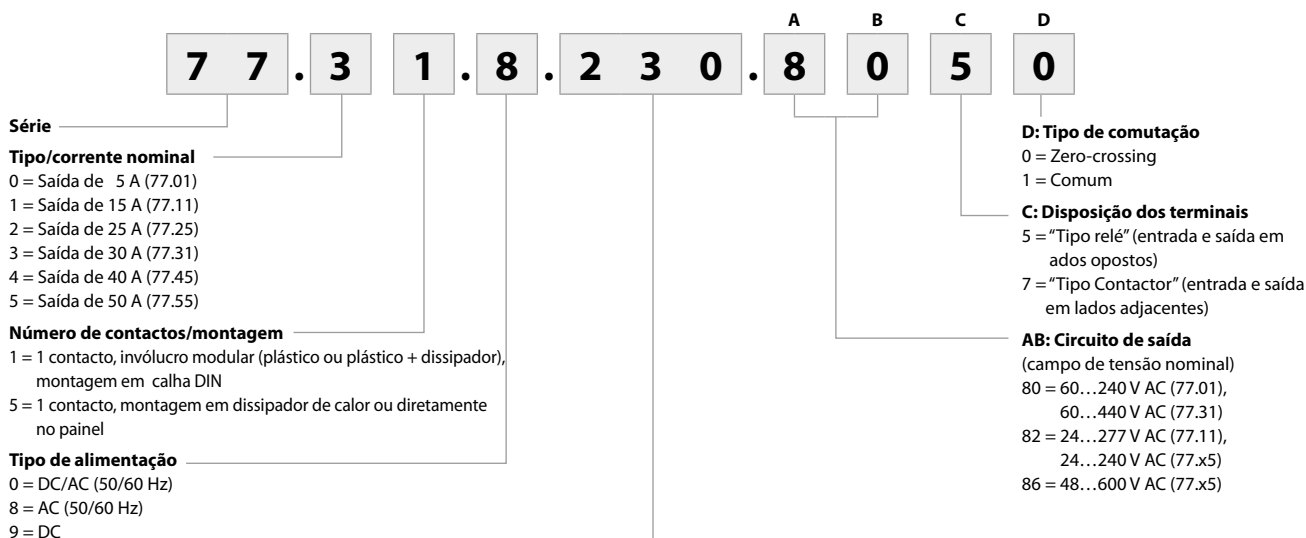 A B C D
7 7 . 3 1 . 8 . 2 3 0 . 8 0 5 0
Série
Tipo/corrente nominal
0 = Saída de 5 A (77.01)
1 = Saída de 15 A (77.11)
2 = Saída de 25 A (77.25)
3 = Saída de 30 A (77.31)
4 = Saída de 40 A (77.45)
5 = Saída de 50 A (77.55)
Número de contactos/montagem
1 = 1 contacto, invólucro modular (plástico ou plástico + dissipador),
montagem em calha DIN
5 = 1 contacto, montagem em dissipador de calor ou diretamente
no painel
Tipo de alimentação
0 = DC/AC (50/60 Hz)
8 = AC (50/60 Hz)
9 = DC
D: Tipo de comutação
0 = Zero-crossing
1 = Comum
C: Disposição dos terminais
5 = “Tipo relé” (entrada e saída em
ados opostos)
7 = “Tipo Contactor” (entrada e saída
em lados adjacentes)
AB: Circuito de saída
(campo de tensão nominal)
80 = 60…240 V AC (77.01),
60…440 V AC (77.31)
82 = 24…277 V AC (77.11),
24…240 V AC (77.x5)
86 = 48…600 V AC (77.x5)